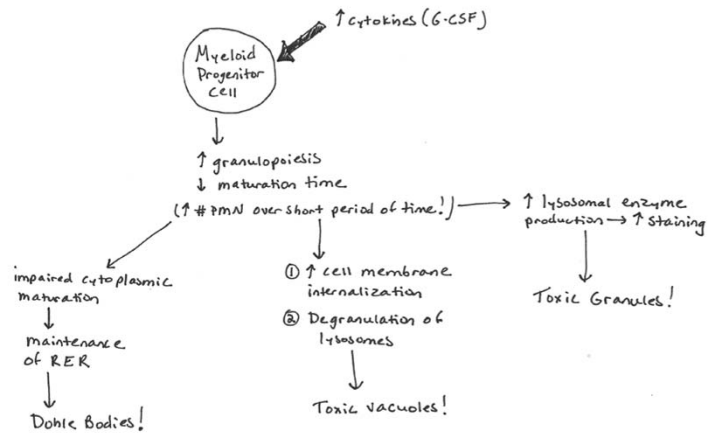 ↑ cytokines (G-CSF)
Myeloid
Progenitor
cell
↑ granulopoiesis
↓ maturation time
(↑ # PMN over short period of time!)
↑ lysosomal enzyme
production → ↑ staining
Toxic Granules!
impaired cytoplasmic
maturation
maintenance
of RER
Dohle Bodies!
① ↑ cell membrane
internalization
② Degranulation of
lysosomes
Toxic vacuoles!